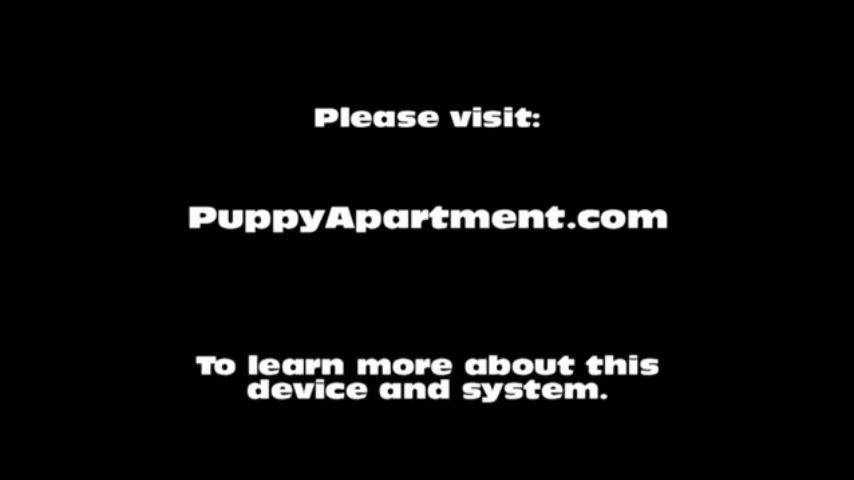 Please visit:
PuppyApartment.com
To learn more about this
device and system.